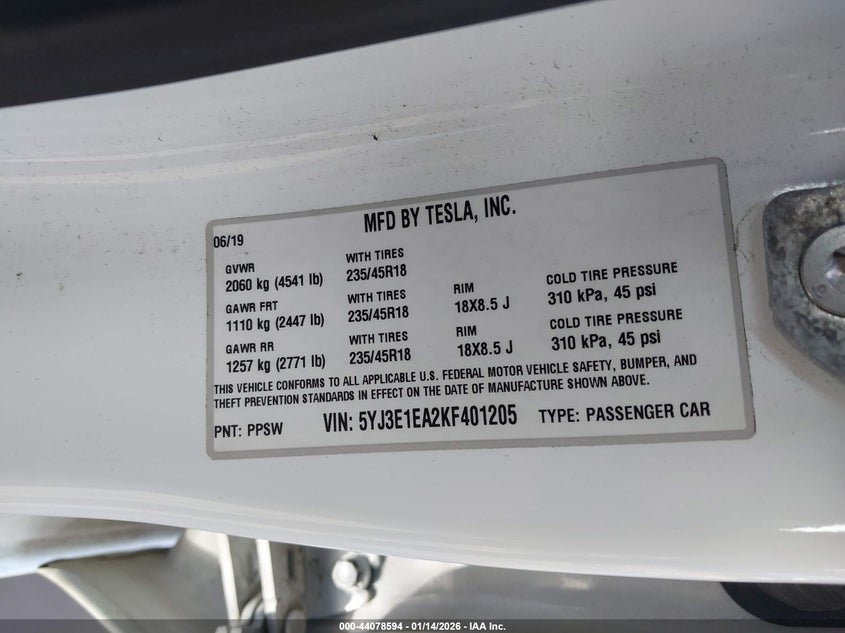 MFD BY TESLA, INC.
06/19
GVWR
2060 kg (4541 lb)
WITH TIRES
235/45R18
GAWR FRT
1110 kg (2447 lb)
WITH TIRES
235/45R18
RIM
18X8.5 J
COLD TIRE PRESSURE
310 kPa, 45 psi
GAWR RR
1257 kg (2771 lb)
WITH TIRES
235/45R18
RIM
18X8.5 J
COLD TIRE PRESSURE
310 kPa, 45 psi
THIS VEHICLE CONFORMS TO ALL APPLICABLE U.S. FEDERAL MOTOR VEHICLE SAFETY, BUMPER, AND
THEFT PREVENTION STANDARDS IN EFFECT ON THE DATE OF MANUFACTURE SHOWN ABOVE.
PNT: PPSW VIN: 5YJ3E1EA2KF401205 TYPE: PASSENGER CAR
000-44078594 - 01/14/2026 - IAA Inc.